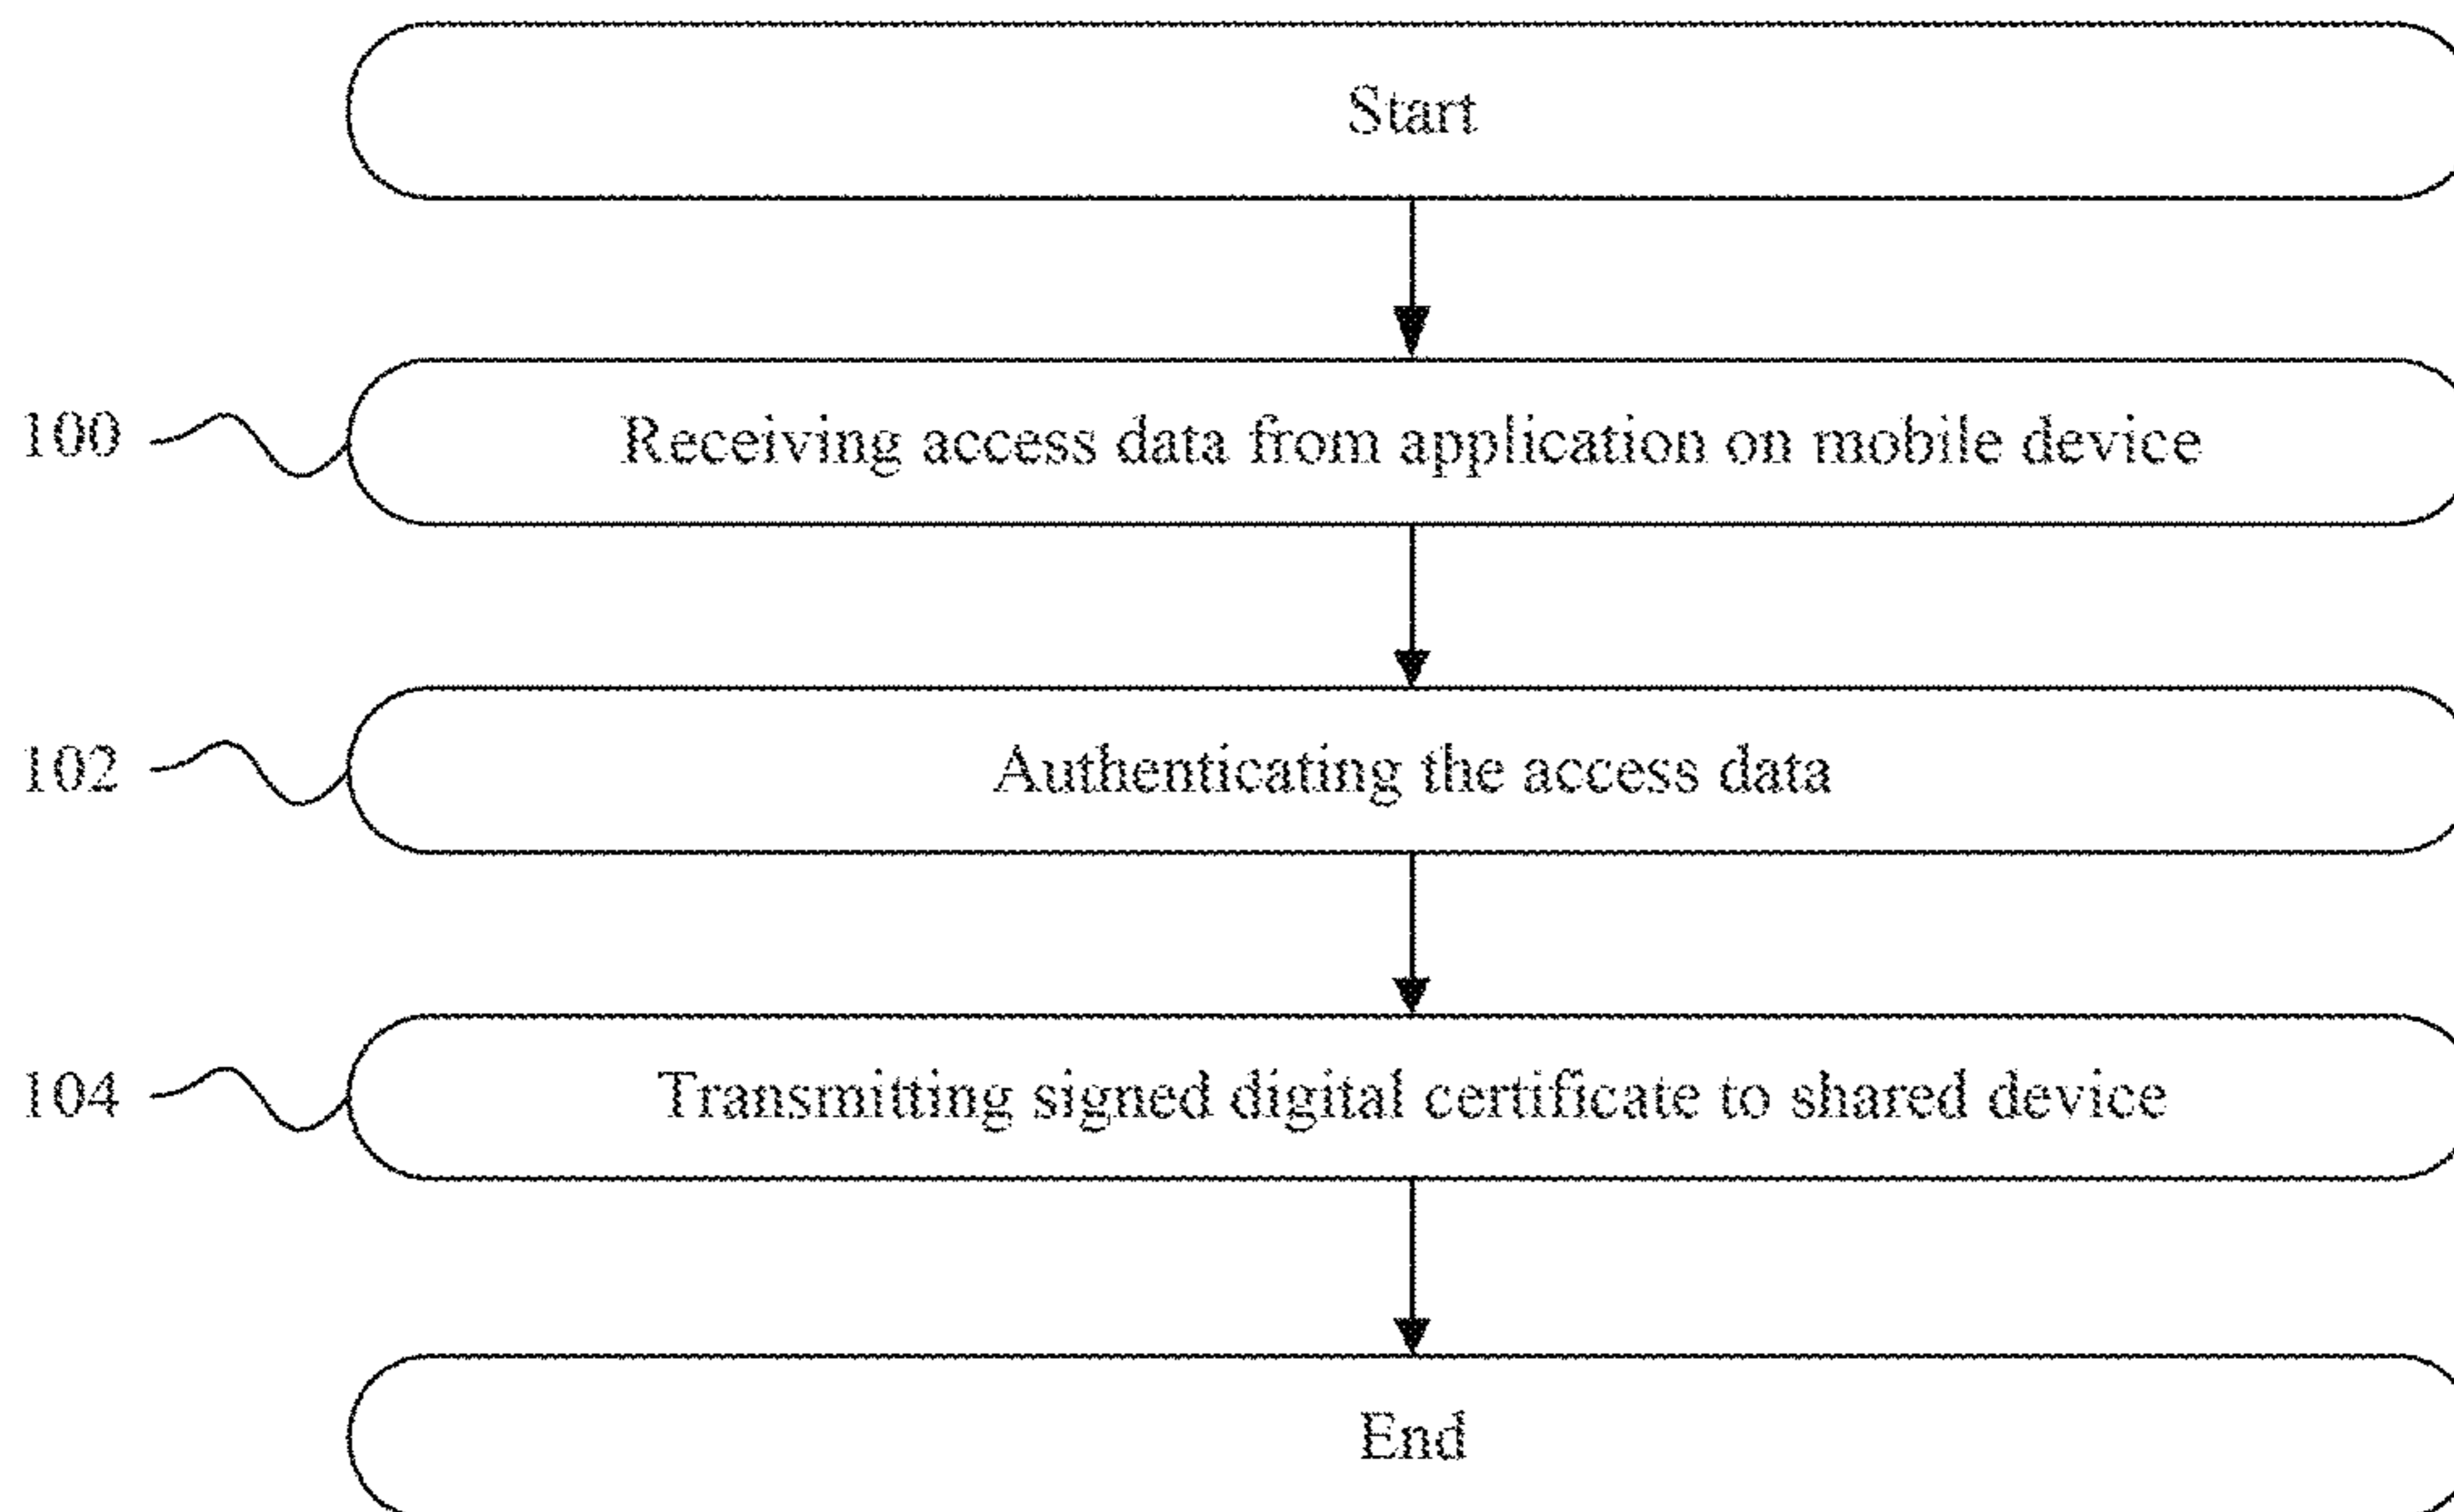 Start
100 Receiving access data from application on mobile device
102 Authenticating the access data
104 Transmitting signed digital certificate to shared device
End